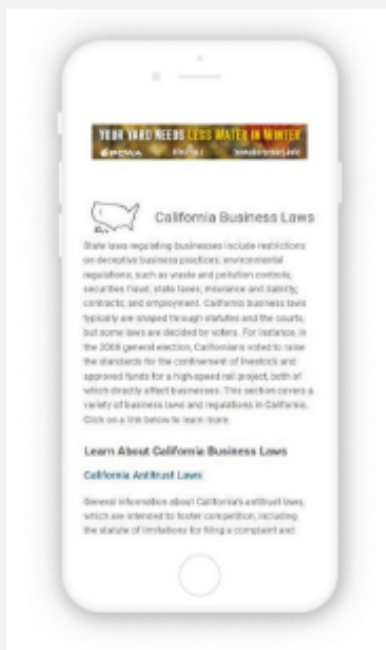 YOUR YARD NEEDS LESS WATER IN WINTER
California Business Laws
State laws regulating businesses include restrictions
on deceptive business practices; environmental
regulations, such as waste and pollution controls;
securities fraud; state taxes; insurance and liability;
contracts; and employment. California business laws
typically are shaped through statutes and the courts,
but some laws are decided by voters. For instance, in
the 2008 general election, Californians voted to raise
the standards for the confinement of livestock and
approved funds for a high-speed rail project, both of
which directly affect businesses. This section covers a
variety of business laws and regulations in California.
Click on a link below to learn more.
Learn About California Business Laws
California Antitrust Laws
General information about California's antitrust laws,
which are intended to foster competition, including
the statute of limitations for filing a complaint and